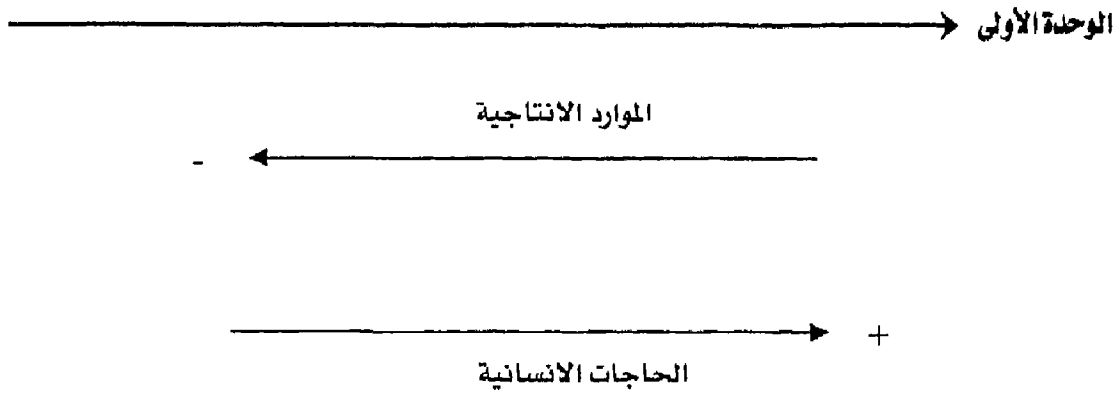 الوحدة الأولى
الموارد الانتاجية
-
+
الحاجات الانسانية